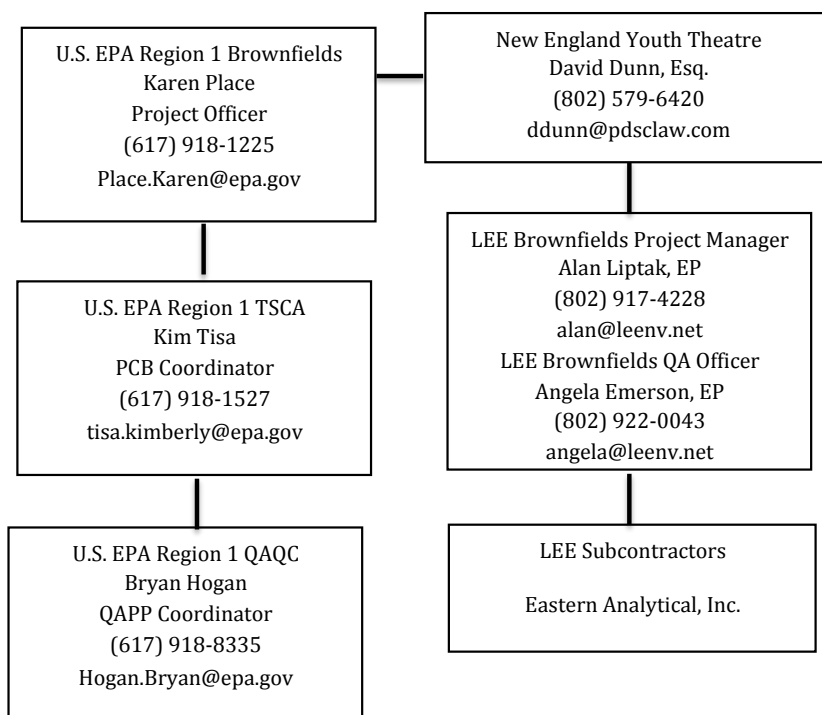 U.S. EPA Region 1 Brownfields
Karen Place
Project Officer
(617) 918-1225
Place.Karen@epa.gov
New England Youth Theatre
David Dunn, Esq.
(802) 579-6420
ddunn@pdsclaw.com
U.S. EPA Region 1 TSCA
Kim Tisa
PCB Coordinator
(617) 918-1527
tisa.kimberly@epa.gov
LEE Brownfields Project Manager
Alan Liptak, EP
(802) 917-4228
alan@leenv.net
LEE Brownfields QA Officer
Angela Emerson, EP
(802) 922-0043
angela@leenv.net
U.S. EPA Region 1 QAQC
Bryan Hogan
QAPP Coordinator
(617) 918-8335
Hogan.Bryan@epa.gov
LEE Subcontractors
Eastern Analytical, Inc.